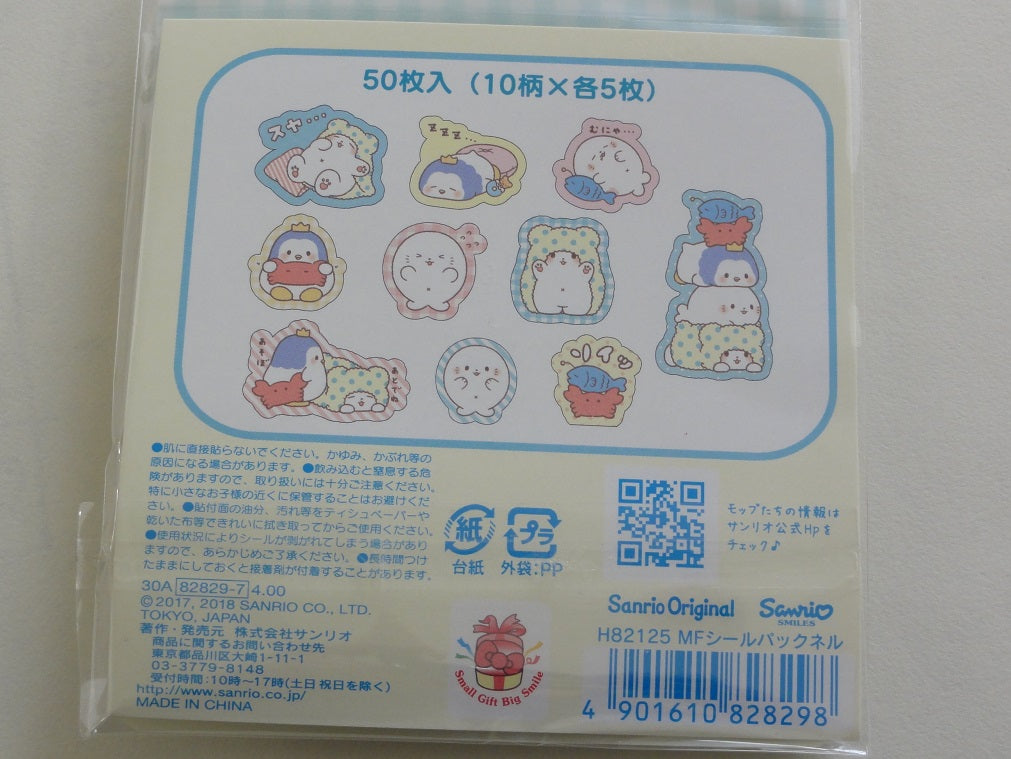 50枚入（10柄×各5枚）
スヤ・・・
ZZZ...
むにゃ…
あそぼ
あとでね
ソイッ
●肌に直接貼らないでください。かゆみ、かぶれ等の
原因になる場合があります。●飲み込むと窒息する危
険がありますので、取り扱いには十分ご注意ください。
特に小さなお子様の近くに保管することはお避けくだ
さい。●貼付面の油分、汚れ等をティシュペーパーや
乾いた布等できれいに拭き取ってからご使用ください。
●使用状況によりシールが剥がれてしまう場合があり
ますので、あらかじめご了承ください。●長時間つけ
たままにしておくと接着剤が付着することがあります。
30A 82829-7 4.00
©2017, 2018 SANRIO CO., LTD.
TOKYO, JAPAN
著作・発売元 株式会社サンリオ
商品に関するお問い合わせ先
東京都品川区大崎1-11-1
03-3779-8148
受付時間:10時〜17時(土日祝日を除く)
http://www.sanrio.co.jp/
MADE IN CHINA
紙
台紙
プラ
外袋:PP
Small Gift Big Smile
モップたちの情報は
サンリオ公式Hpを
チェック♪
Sanrio Original
Sanrio
SMILES
H82125 MFシールパックネル
4 901610 828298